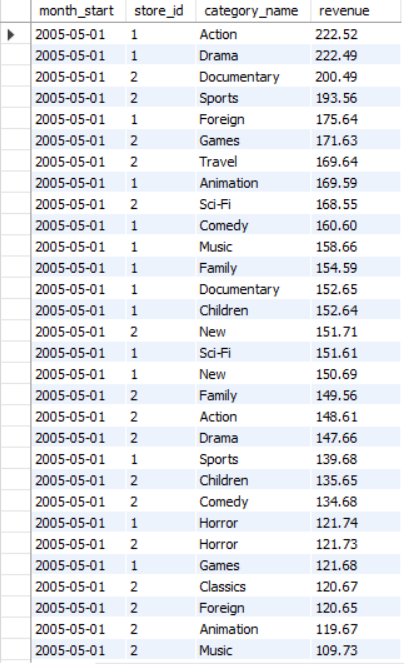 month_start store_id category_name revenue
2005-05-01 1 Action 222.52
2005-05-01 1 Drama 222.49
2005-05-01 2 Documentary 200.49
2005-05-01 2 Sports 193.56
2005-05-01 1 Foreign 175.64
2005-05-01 2 Games 171.63
2005-05-01 2 Travel 169.64
2005-05-01 1 Animation 169.59
2005-05-01 2 Sci-Fi 168.55
2005-05-01 1 Comedy 160.60
2005-05-01 1 Music 158.66
2005-05-01 1 Family 154.59
2005-05-01 1 Documentary 152.65
2005-05-01 1 Children 152.64
2005-05-01 2 New 151.71
2005-05-01 1 Sci-Fi 151.61
2005-05-01 1 New 150.69
2005-05-01 2 Family 149.56
2005-05-01 2 Action 148.61
2005-05-01 2 Drama 147.66
2005-05-01 1 Sports 139.68
2005-05-01 2 Children 135.65
2005-05-01 2 Comedy 134.68
2005-05-01 1 Horror 121.74
2005-05-01 2 Horror 121.73
2005-05-01 1 Games 121.68
2005-05-01 2 Classics 120.67
2005-05-01 2 Foreign 120.65
2005-05-01 2 Animation 119.67
2005-05-01 2 Music 109.73